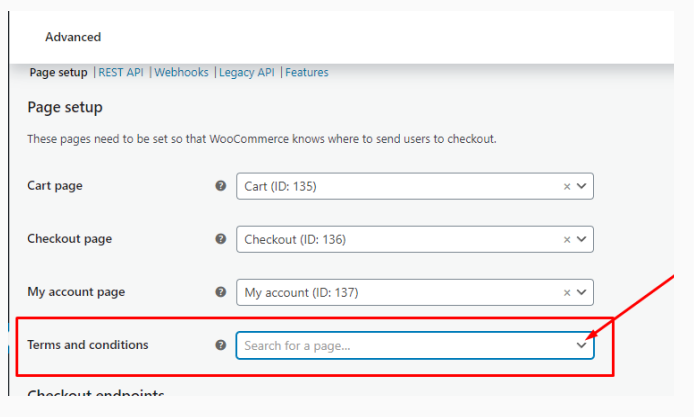 Advanced
Page setup | REST API | Webhooks | Legacy API | Features
Page setup
These pages need to be set so that WooCommerce knows where to send users to checkout.
Cart page Cart (ID: 135)
Checkout page Checkout (ID: 136)
My account page My account (ID: 137)
Terms and conditions Search for a page...
Checkout endpoints